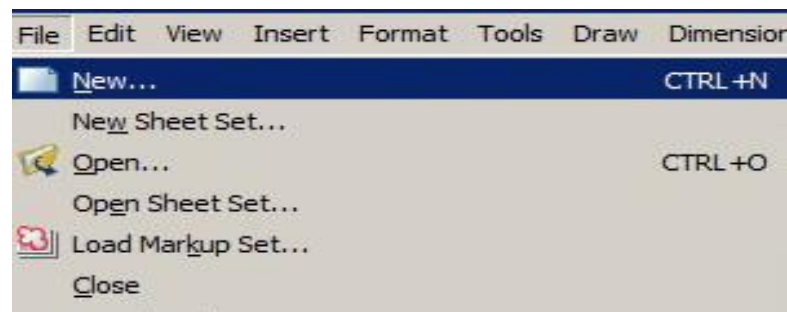 File Edit View Insert Format Tools Draw Dimension
New... CTRL+N
New Sheet Set...
Open... CTRL+O
Open Sheet Set...
Load Markup Set...
Close